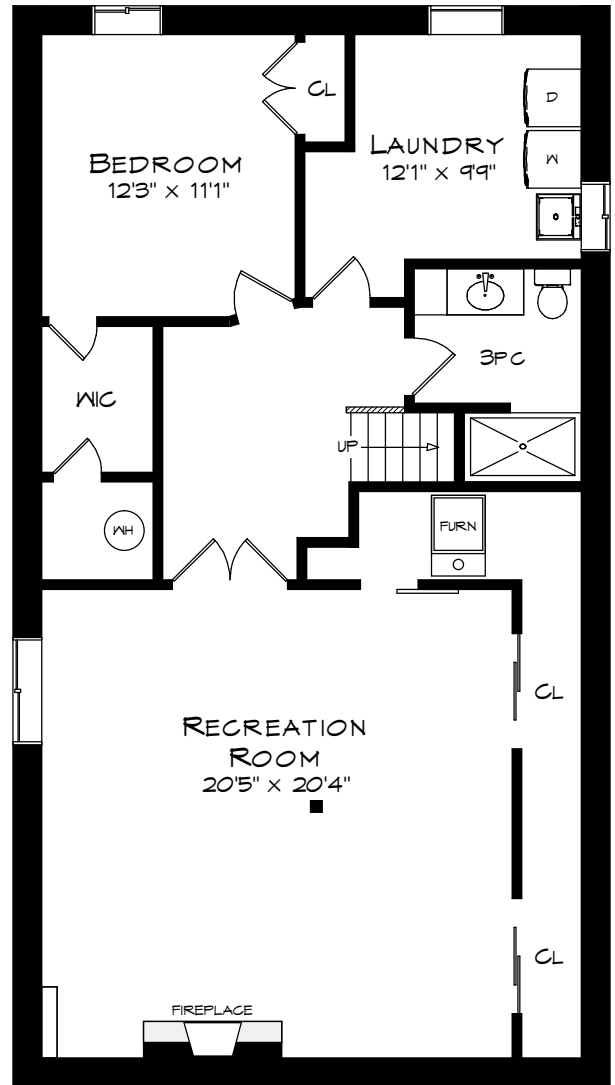 CL
BEDROOM
12'3" x 11'1"
LAUNDRY
12'1" x 9'9"
D
W
3PC
WIC
UP
WH
FURN
CL
RECREATION
ROOM
20'5" x 20'4"
CL
FIREPLACE